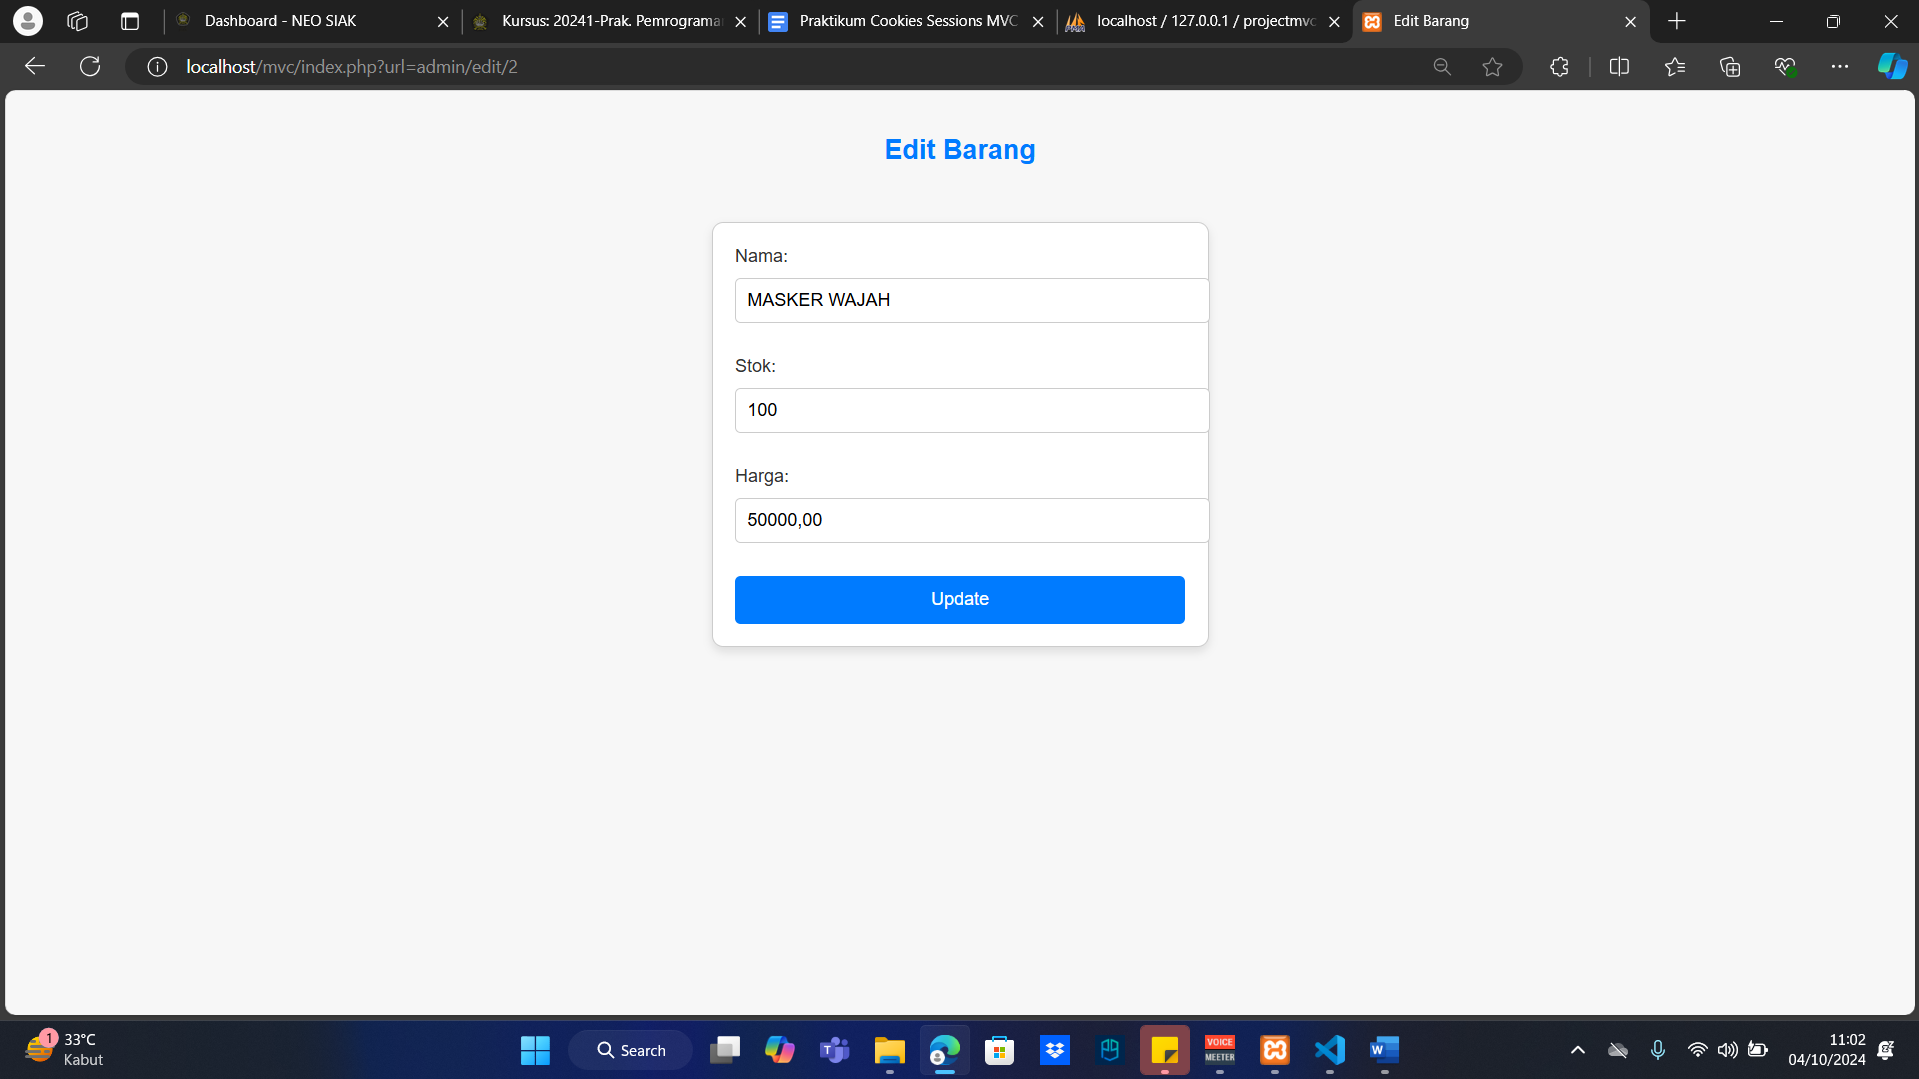 Dashboard - NEO SIAK
Kursus: 20241-Prak. Pemrograma
Praktikum Cookies Sessions MVC
localhost / 127.0.0.1 / projectmvc
Edit Barang
localhost/mvc/index.php?url=admin/edit/2
Edit Barang
Nama:
MASKER WAJAH
Stok:
100
Harga:
50000,00
Update
1
33°C
Kabut
Search
VOICE
MEETER
11:02
04/10/2024